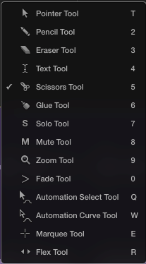 Pointer Tool T
Pencil Tool 2
Eraser Tool 3
Text Tool 4
✓ Scissors Tool 5
Glue Tool 6
S Solo Tool 7
M Mute Tool 8
Zoom Tool 9
Fade Tool 0
Automation Select Tool Q
Automation Curve Tool W
Marquee Tool E
Flex Tool R